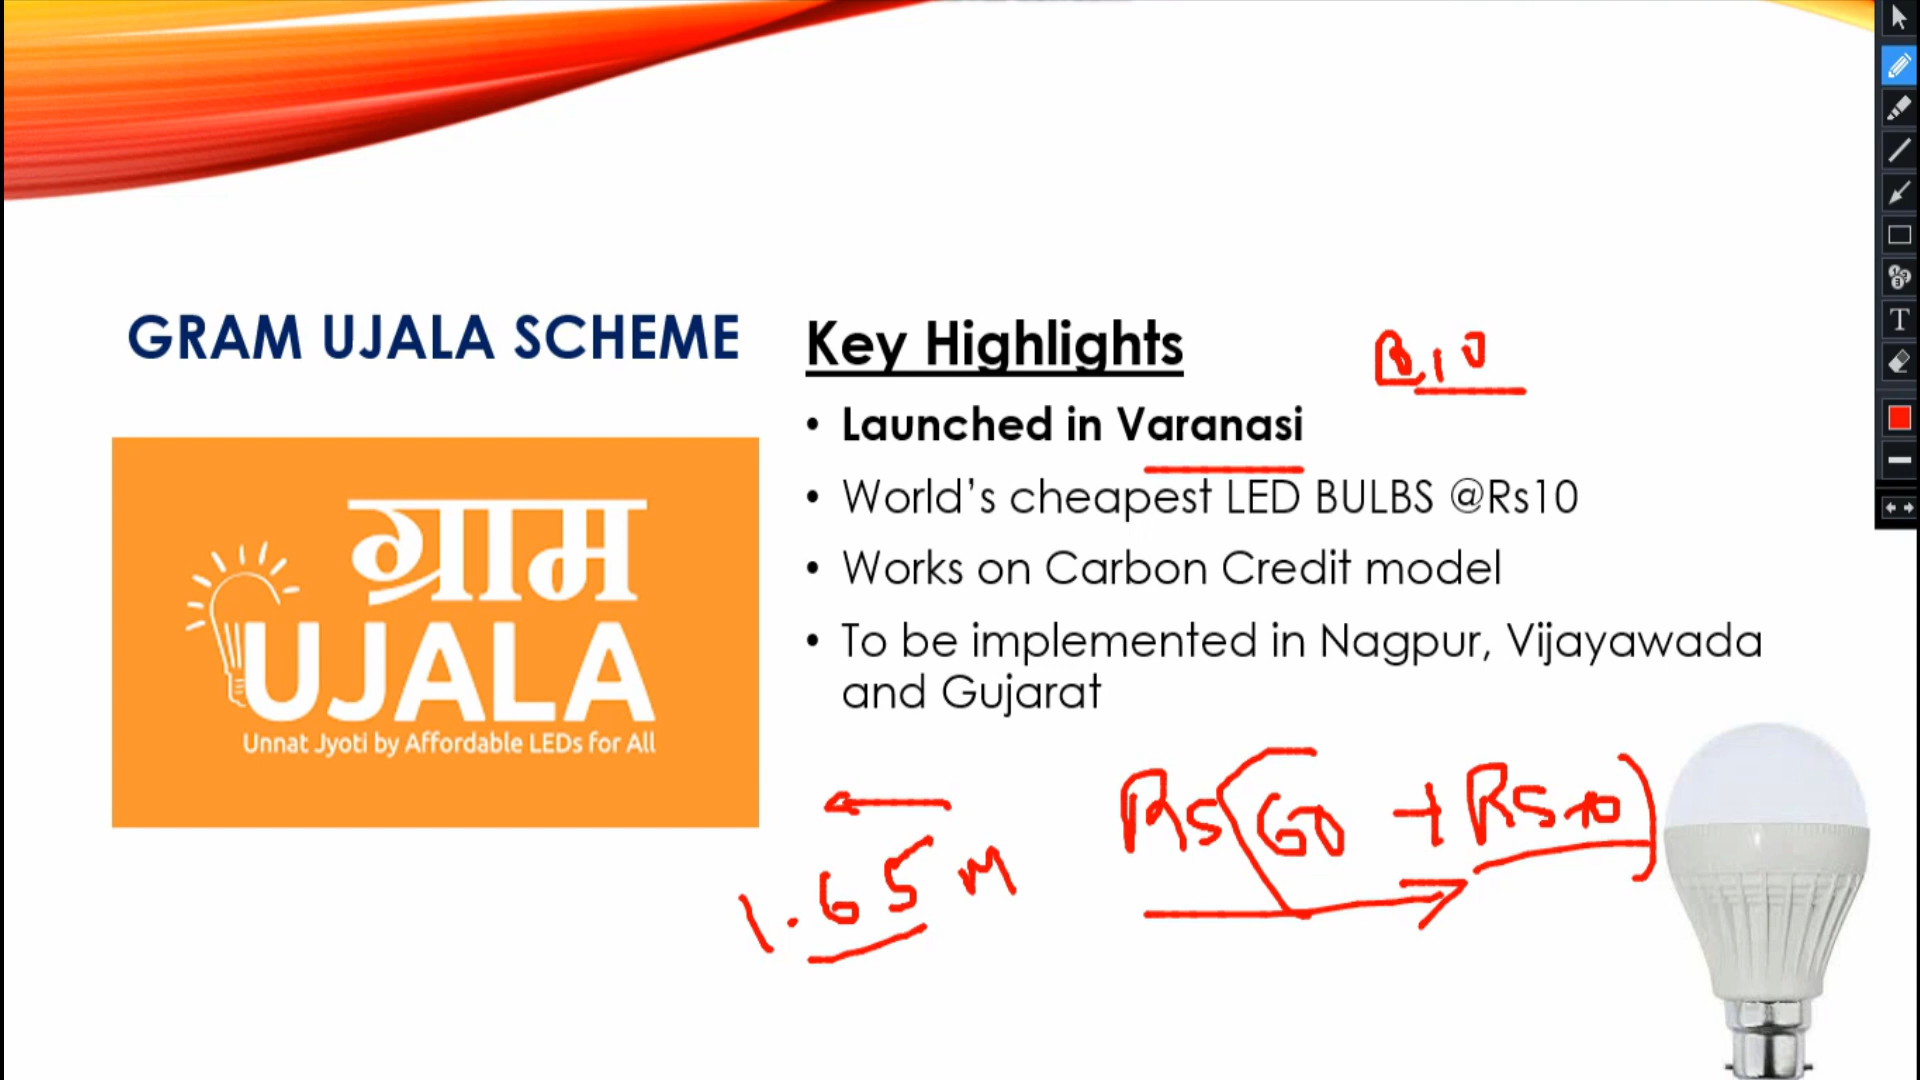 GRAM UJALA SCHEME
ग्राम
UJALA
Unnat Jyoti by Affordable LEDs for All
Key Highlights
• Launched in Varanasi
• World’s cheapest LED BULBS @Rs10
• Works on Carbon Credit model
• To be implemented in Nagpur, Vijayawada
and Gujarat
10
Rs(60 + Rs10)
1.65 M
T